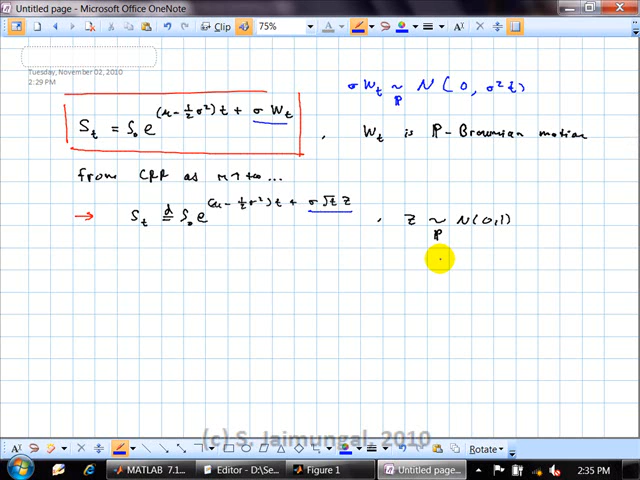 Untitled page - Microsoft Office OneNote
75%
Tuesday, November 02, 2010
2:29 PM
σ W_t ~_P N(0, σ² t)
S_t = S_0 e^{(μ - ½σ²)t + σ W_t} , W_t is P-Brownian motion
from CRR as n → +∞ ...
→ S_t =^d S_0 e^{(μ - ½σ²)t + σ√t Z} , Z ~_P N(0,1)
(c) S. Jaimungal, 2010
Rotate
MATLAB 7.1...
Editor - D:\Se...
Figure 1
Untitled page -...
2:35 PM